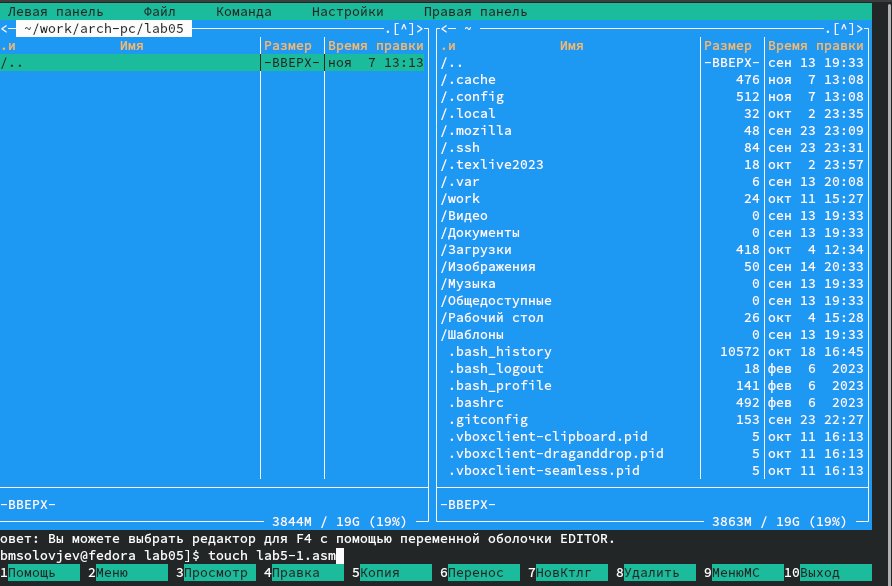 Левая панель Файл Команда Настройки Правая панель
<─ ~/work/arch-pc/lab05 ─.[^]>
.и Имя Размер Время правки
/.. -ВВЕРХ- ноя 7 13:13
-ВВЕРХ-
3844M / 19G (19%)
<─ ~ ─.[^]>
.и Имя Размер Время правки
/.. -ВВЕРХ- сен 13 19:33
/.cache 476 ноя 7 13:08
/.config 512 ноя 7 13:08
/.local 32 окт 2 23:35
/.mozilla 48 сен 23 23:09
/.ssh 84 сен 23 23:31
/.texlive2023 18 окт 2 23:57
/.var 6 сен 13 20:08
/work 24 окт 11 15:27
/Видео 0 сен 13 19:33
/Документы 0 сен 13 19:33
/Загрузки 418 окт 4 12:34
/Изображения 50 сен 14 20:33
/Музыка 0 сен 13 19:33
/Общедоступные 0 сен 13 19:33
/Рабочий стол 26 окт 4 15:28
/Шаблоны 0 сен 13 19:33
.bash_history 10572 окт 18 16:45
.bash_logout 18 фев 6 2023
.bash_profile 141 фев 6 2023
.bashrc 492 фев 6 2023
.gitconfig 153 сен 23 22:27
.vboxclient-clipboard.pid 5 окт 11 16:13
.vboxclient-draganddrop.pid 5 окт 11 16:13
.vboxclient-seamless.pid 5 окт 11 16:13
-ВВЕРХ-
3863M / 19G (19%)
овет: Вы можете выбрать редактор для F4 с помощью переменной оболочки EDITOR.
bmsolovjev@fedora lab05]$ touch lab5-1.asm
1Помощь 2Меню 3Просмотр 4Правка 5Копия 6Перенос 7НовКтлг 8Удалить 9МенюMC 10Выход